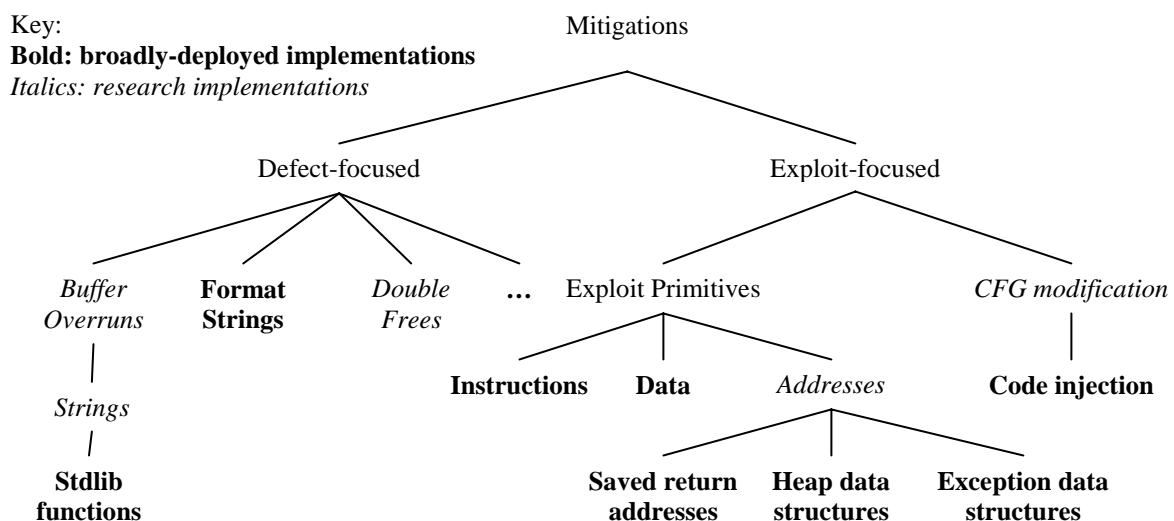 Key:
Bold: broadly-deployed implementations
Italics: research implementations
Mitigations
Defect-focused
Exploit-focused
Buffer
Overruns
Format
Strings
Double
Frees
...
Exploit Primitives
CFG modification
Strings
Instructions
Data
Addresses
Code injection
Stdlib
functions
Saved return
addresses
Heap data
structures
Exception data
structures